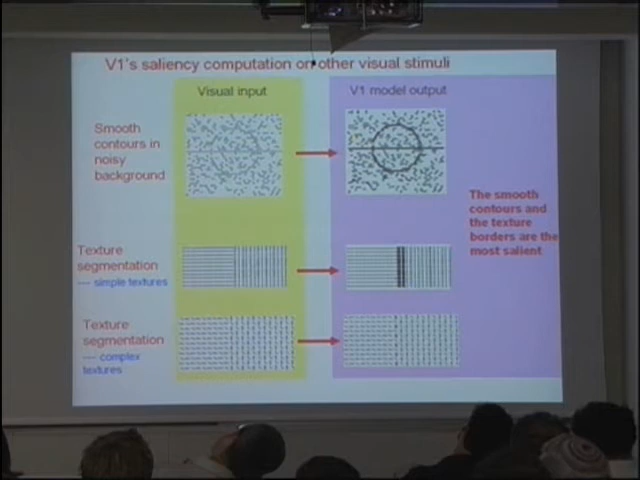 V1's saliency computation on other visual stimuli
Visual input
V1 model output
Smooth
contours in
noisy
background
The smooth
contours and
the texture
borders are the
most salient
Texture
segmentation
--- simple textures
Texture
segmentation
---- complex
textures